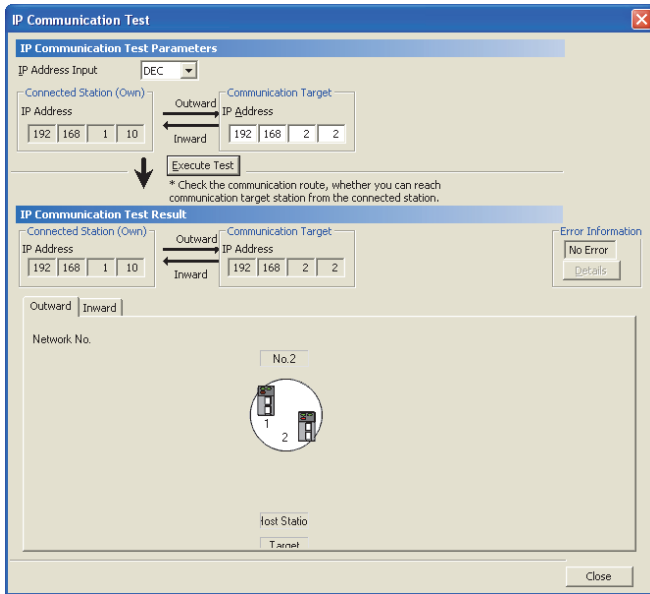 IP Communication Test
IP Communication Test Parameters
IP Address Input DEC
Connected Station (Own) Outward Communication Target
IP Address IP Address
192 168 1 10 Inward 192 168 2 2
Execute Test
* Check the communication route, whether you can reach
communication target station from the connected station.
IP Communication Test Result
Connected Station (Own) Outward Communication Target Error Information
IP Address IP Address No Error
192 168 1 10 Inward 192 168 2 2 Details
Outward Inward
Network No.
No.2
1
2
Host Statio
Target
Close